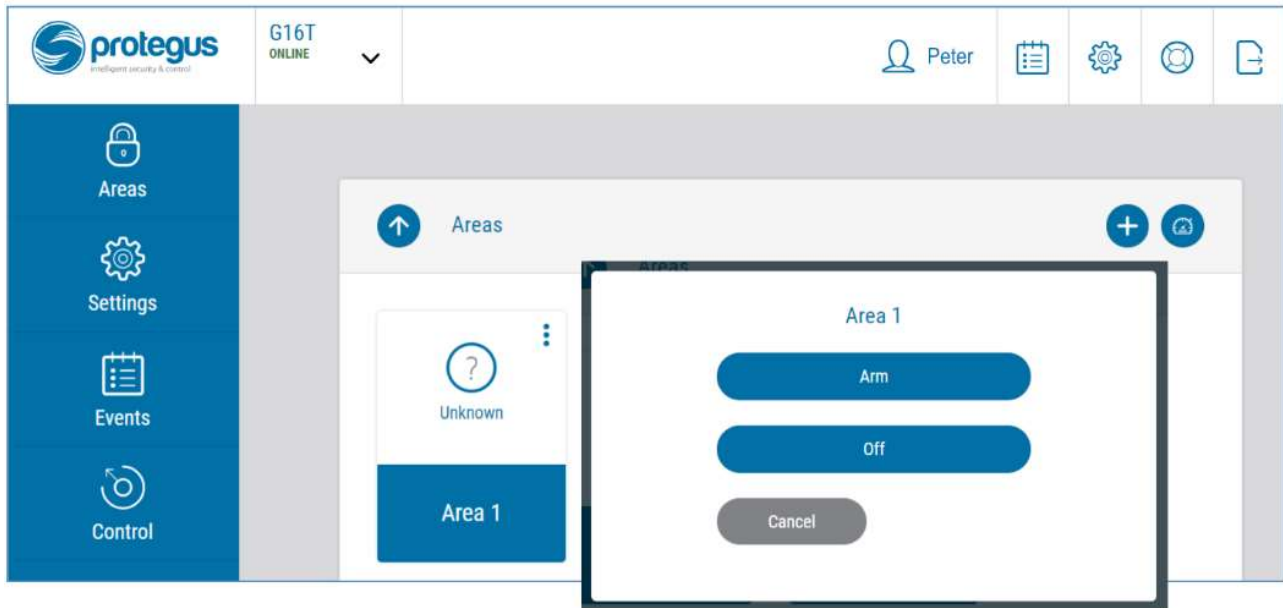 protegus
intelligent security & control
G16T
ONLINE
Peter
Areas
Settings
Events
Control
Areas
?
Unknown
Area 1
Areas
Area 1
Arm
Off
Cancel